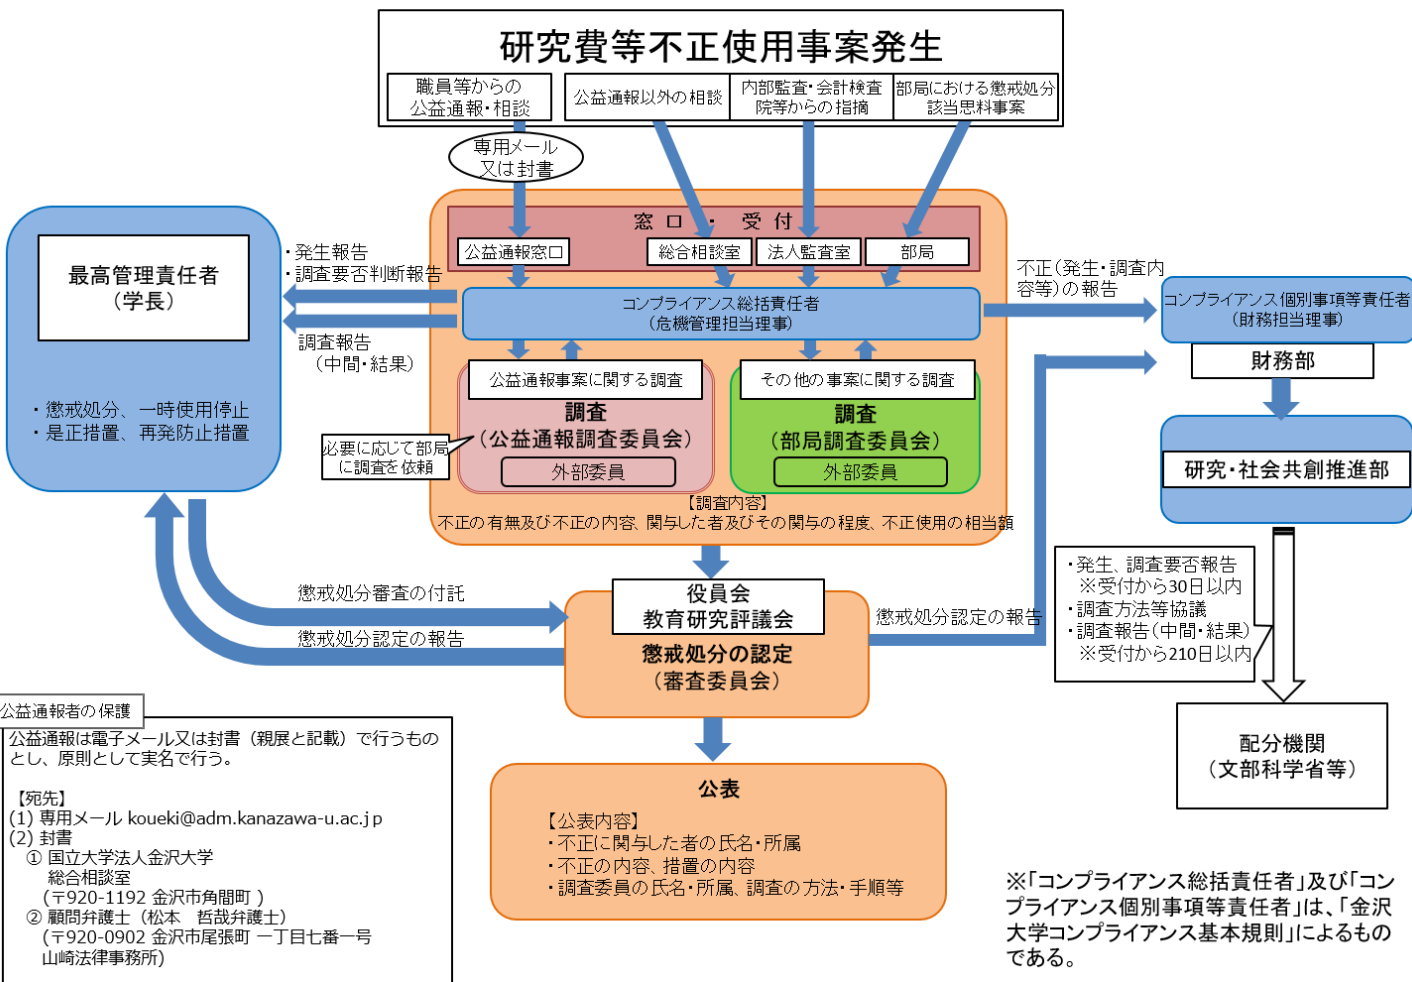 研究費等不正使用事案発生
職員等からの
公益通報・相談
公益通報以外の相談
内部監査・会計検査
院等からの指摘
部局における懲戒処分
該当思料事案
専用メール
又は封書
窓口・受付
公益通報窓口
総合相談室
法人監査室
部局
最高管理責任者
(学長)
・懲戒処分、一時使用停止
・是正措置、再発防止措置
・発生報告
・調査要否判断報告
調査報告
(中間・結果)
コンプライアンス総括責任者
(危機管理担当理事)
不正(発生・調査内
容等)の報告
コンプライアンス個別事項等責任者
(財務担当理事)
財務部
研究・社会共創推進部
公益通報事案に関する調査
調査
(公益通報調査委員会)
外部委員
必要に応じて部局
に調査を依頼
その他の事案に関する調査
調査
(部局調査委員会)
外部委員
【調査内容】
不正の有無及び不正の内容、関与した者及びその関与の程度、不正使用の相当額
懲戒処分審査の付託
懲戒処分認定の報告
役員会
教育研究評議会
懲戒処分の認定
(審査委員会)
懲戒処分認定の報告
・発生、調査要否報告
※受付から30日以内
・調査方法等協議
・調査報告(中間・結果)
※受付から210日以内
配分機関
(文部科学省等)
公表
【公表内容】
・不正に関与した者の氏名・所属
・不正の内容、措置の内容
・調査委員の氏名・所属、調査の方法・手順等
公益通報者の保護
公益通報は電子メール又は封書（親展と記載）で行うもの
とし、原則として実名で行う。
【宛先】
(1) 専用メール koueki@adm.kanazawa-u.ac.jp
(2) 封書
① 国立大学法人金沢大学
総合相談室
(〒920-1192 金沢市角間町 )
② 顧問弁護士（松本　哲哉弁護士）
(〒920-0902 金沢市尾張町 一丁目七番一号
山崎法律事務所)
※「コンプライアンス総括責任者」及び「コン
プライアンス個別事項等責任者」は、「金沢
大学コンプライアンス基本規則」によるもの
である。